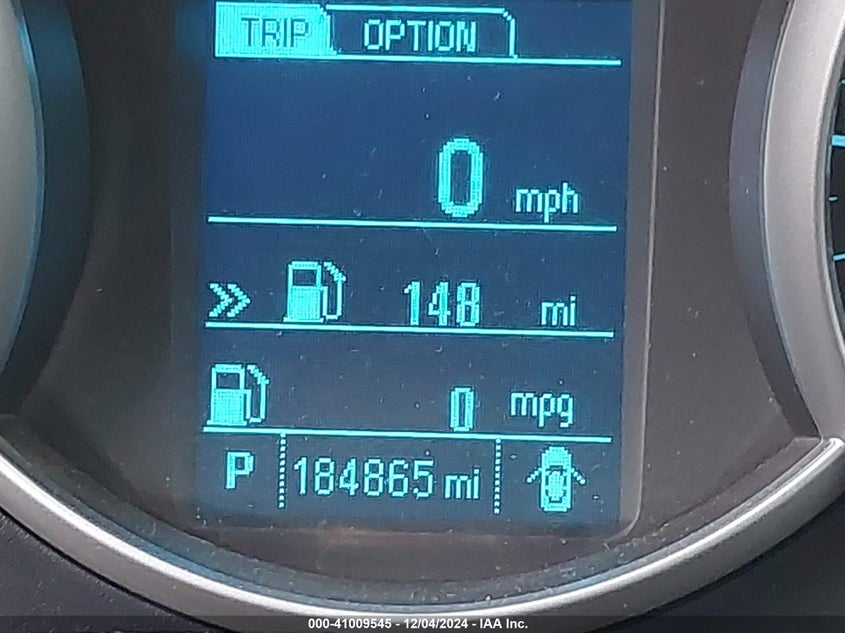 TRIP OPTION
0 mph
148 mi
0 mpg
P 184865 mi
000-41009545 - 12/04/2024 - IAA Inc.